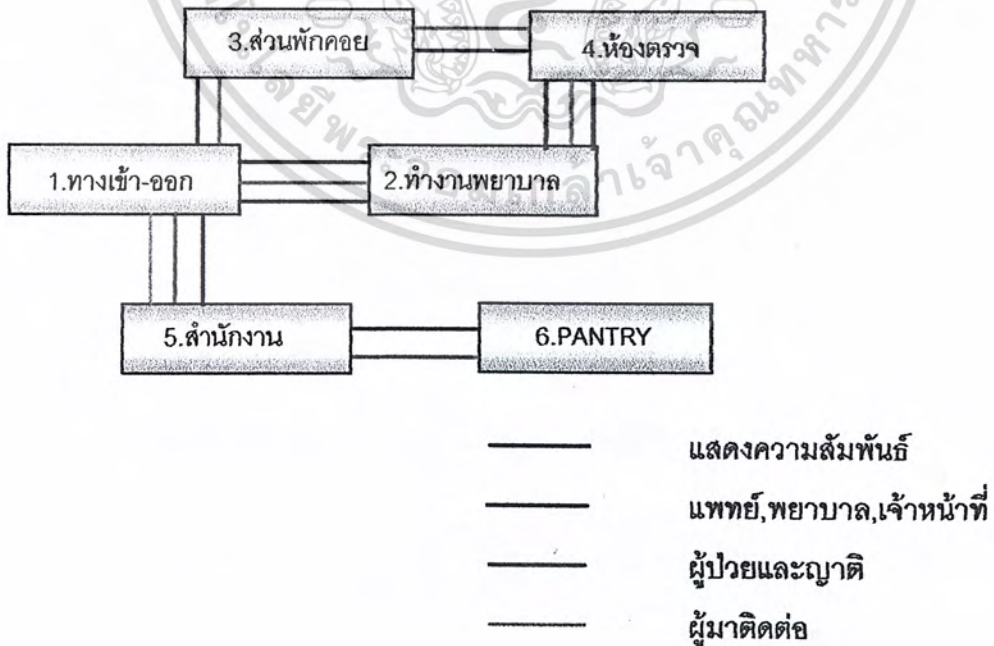 3.ส่วนพักคอย
4.ห้องตรวจ
1.ทางเข้า-ออก
2.ทำงานพยาบาล
5.สำนักงาน
6.PANTRY
แสดงความสัมพันธ์
แพทย์,พยาบาล,เจ้าหน้าที่
ผู้ป่วยและญาติ
ผู้มาติดต่อ